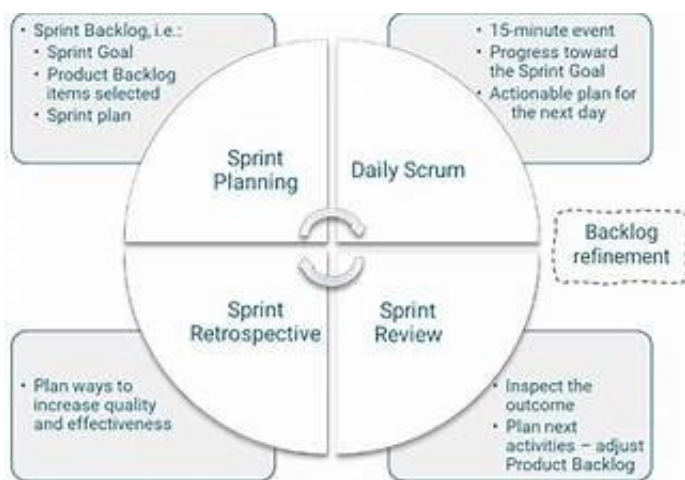 • Sprint Backlog, i.e.:
• Sprint Goal
• Product Backlog
items selected
• Sprint plan
• 15-minute event
• Progress toward
the Sprint Goal
• Actionable plan for
the next day
Sprint
Planning
Daily Scrum
Backlog
refinement
Sprint
Retrospective
Sprint
Review
• Plan ways to
increase quality
and effectiveness
• Inspect the
outcome
• Plan next
activities – adjust
Product Backlog